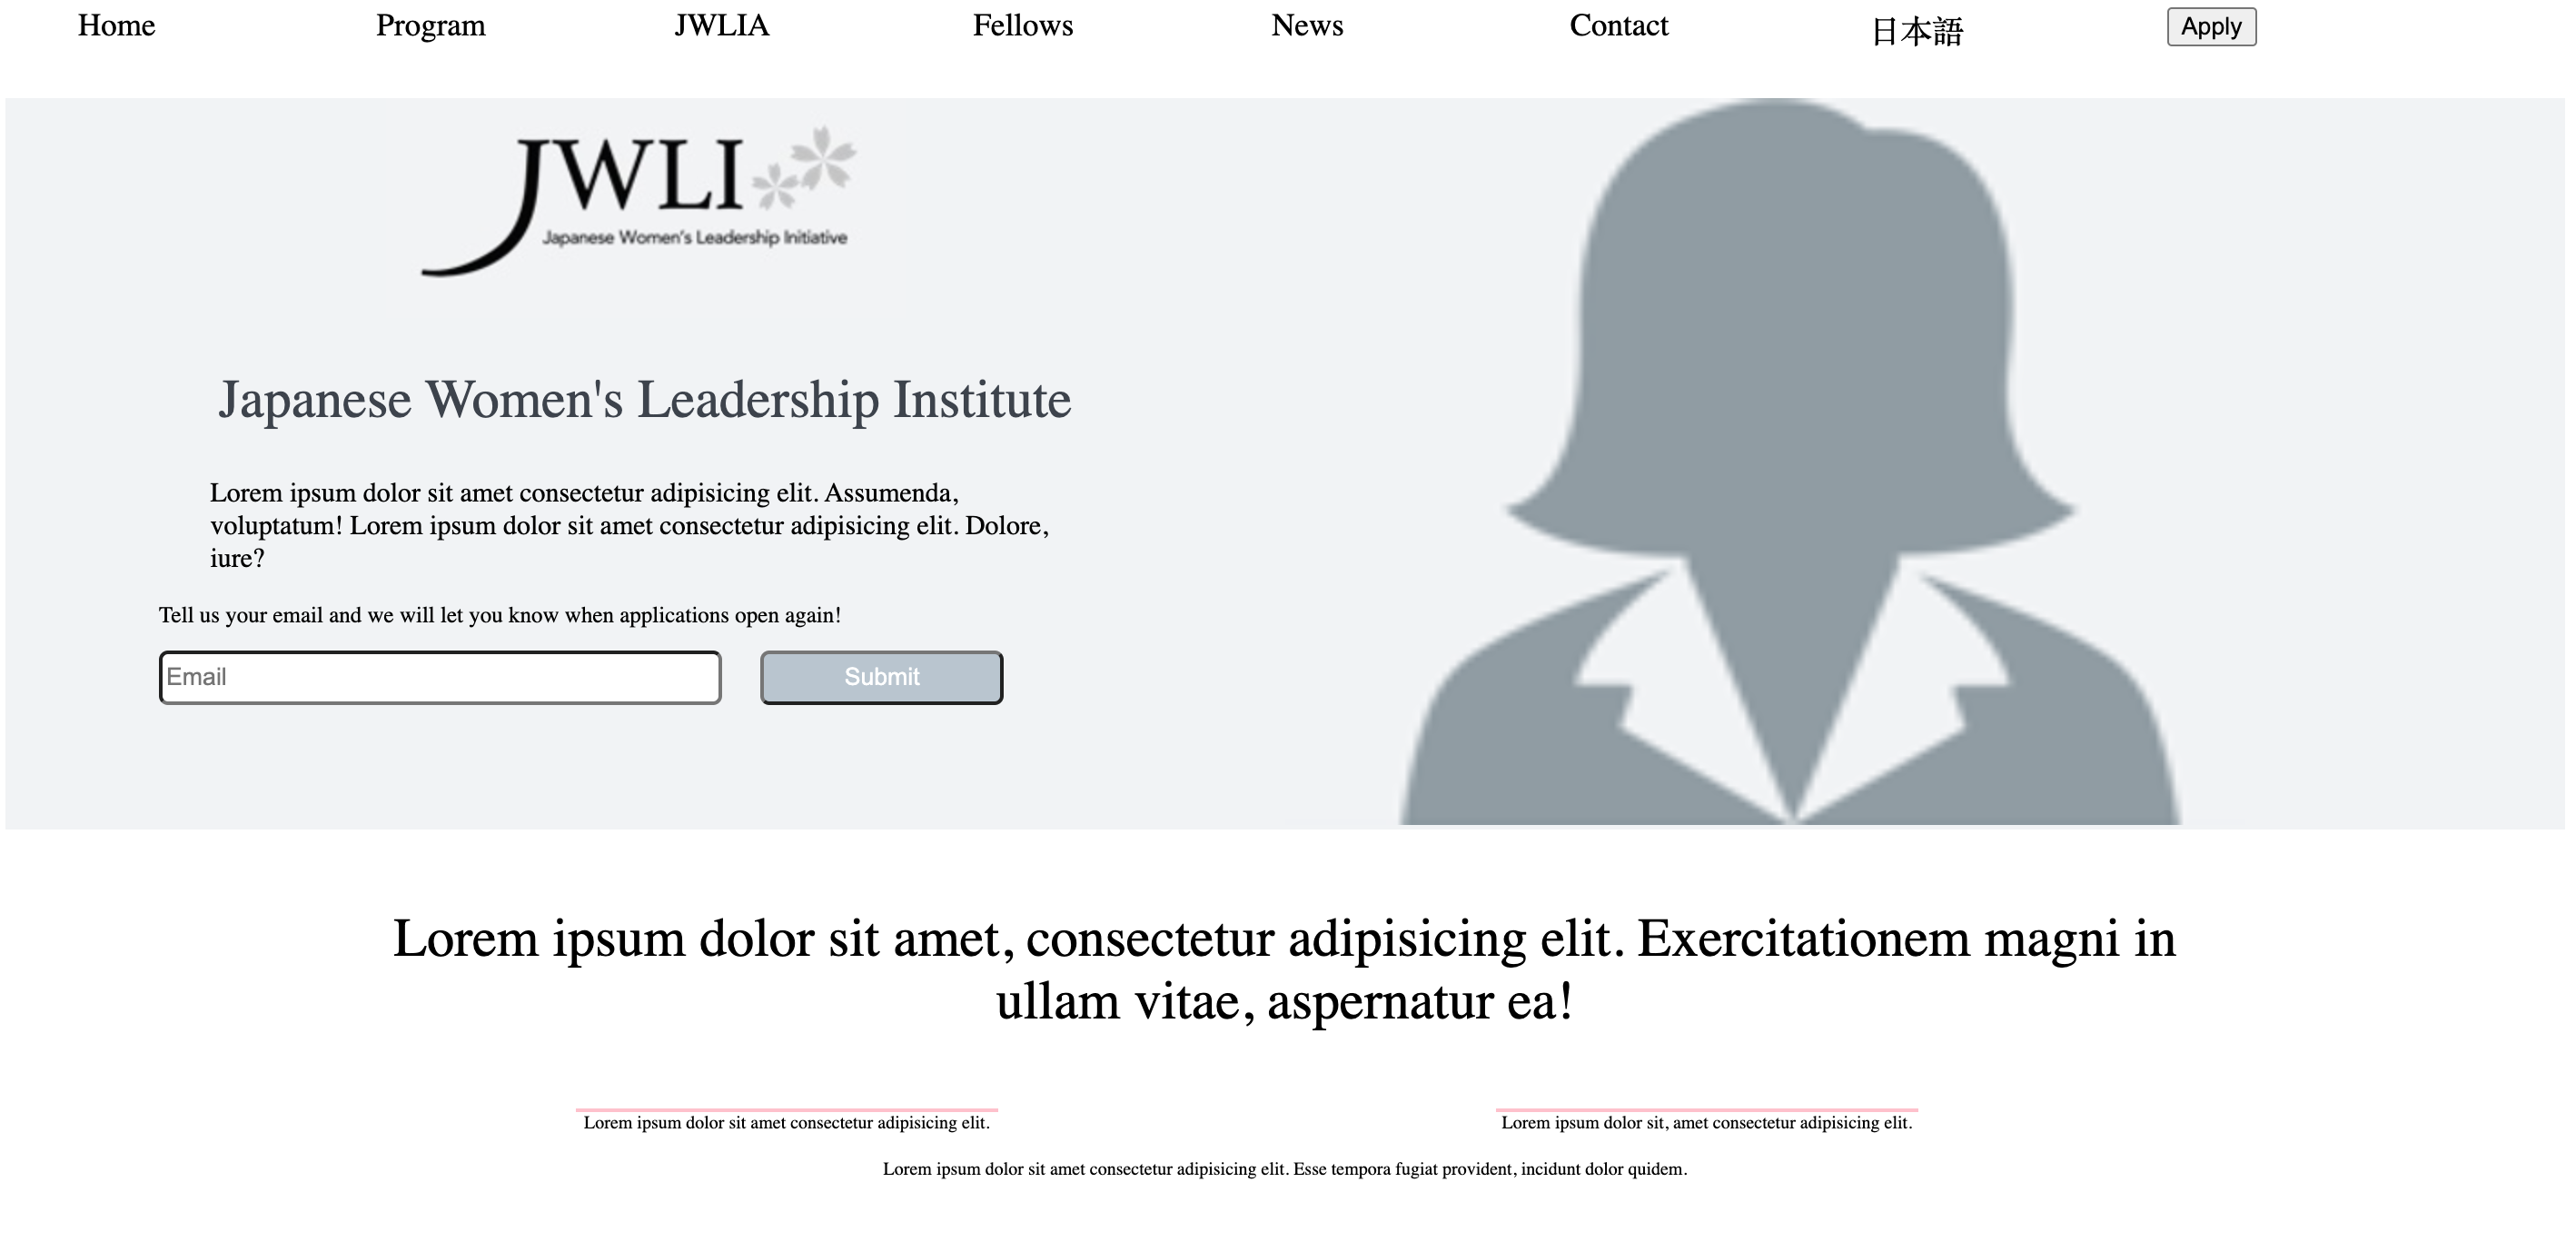 Home Program JWLIA Fellows News Contact 日本語 Apply
JWLI
Japanese Women's Leadership Initiative
Japanese Women's Leadership Institute
Lorem ipsum dolor sit amet consectetur adipisicing elit. Assumenda,
voluptatum! Lorem ipsum dolor sit amet consectetur adipisicing elit. Dolore,
iure?
Tell us your email and we will let you know when applications open again!
Email Submit
Lorem ipsum dolor sit amet, consectetur adipisicing elit. Exercitationem magni in
ullam vitae, aspernatur ea!
Lorem ipsum dolor sit amet consectetur adipisicing elit.
Lorem ipsum dolor sit, amet consectetur adipisicing elit.
Lorem ipsum dolor sit amet consectetur adipisicing elit. Esse tempora fugiat provident, incidunt dolor quidem.